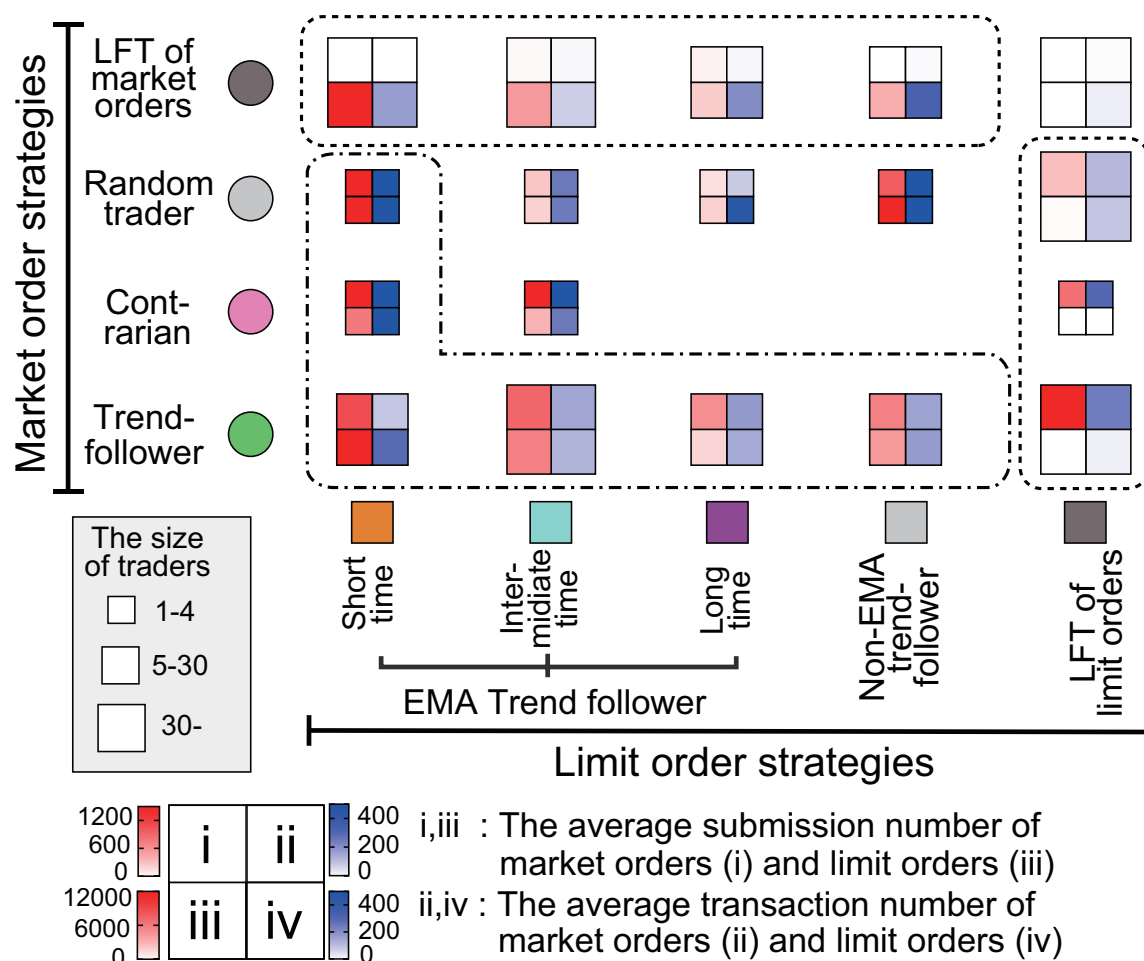 Market order strategies
LFT of
market
orders
Random
trader
Cont-
rarian
Trend-
follower
The size
of traders
1-4
5-30
30-
Short
time
Inter-
midiate
time
Long
time
Non-EMA
trend-
follower
LFT of
limit orders
EMA Trend follower
Limit order strategies
1200
600
0
12000
6000
0
i
ii
iii
iv
400
200
0
400
200
0
i,iii : The average submission number of
market orders (i) and limit orders (iii)
ii,iv : The average transaction number of
market orders (ii) and limit orders (iv)